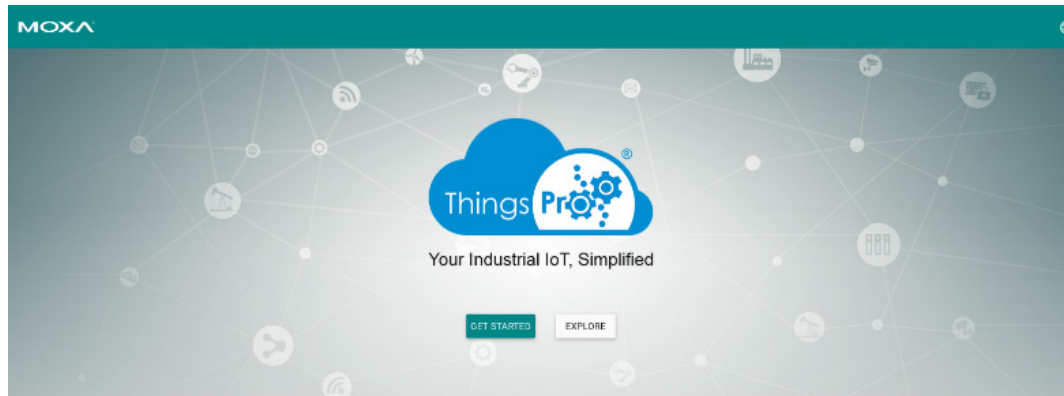 MOXA
Things Pro ®
Your Industrial IoT, Simplified
GET STARTED
EXPLORE